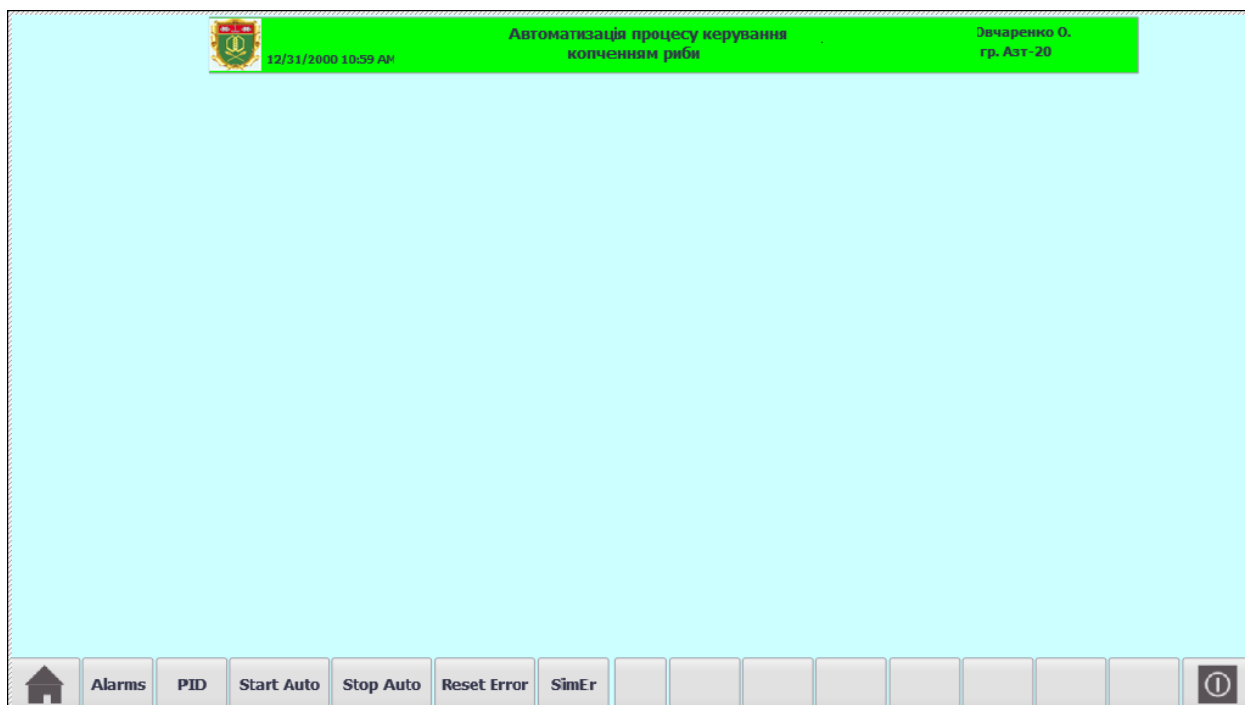 Автоматизація процесу керування
копченням риби
12/31/2000 10:59 AM
Овчаренко О.
гр. Азт-20
Alarms PID Start Auto Stop Auto Reset Error SimEr